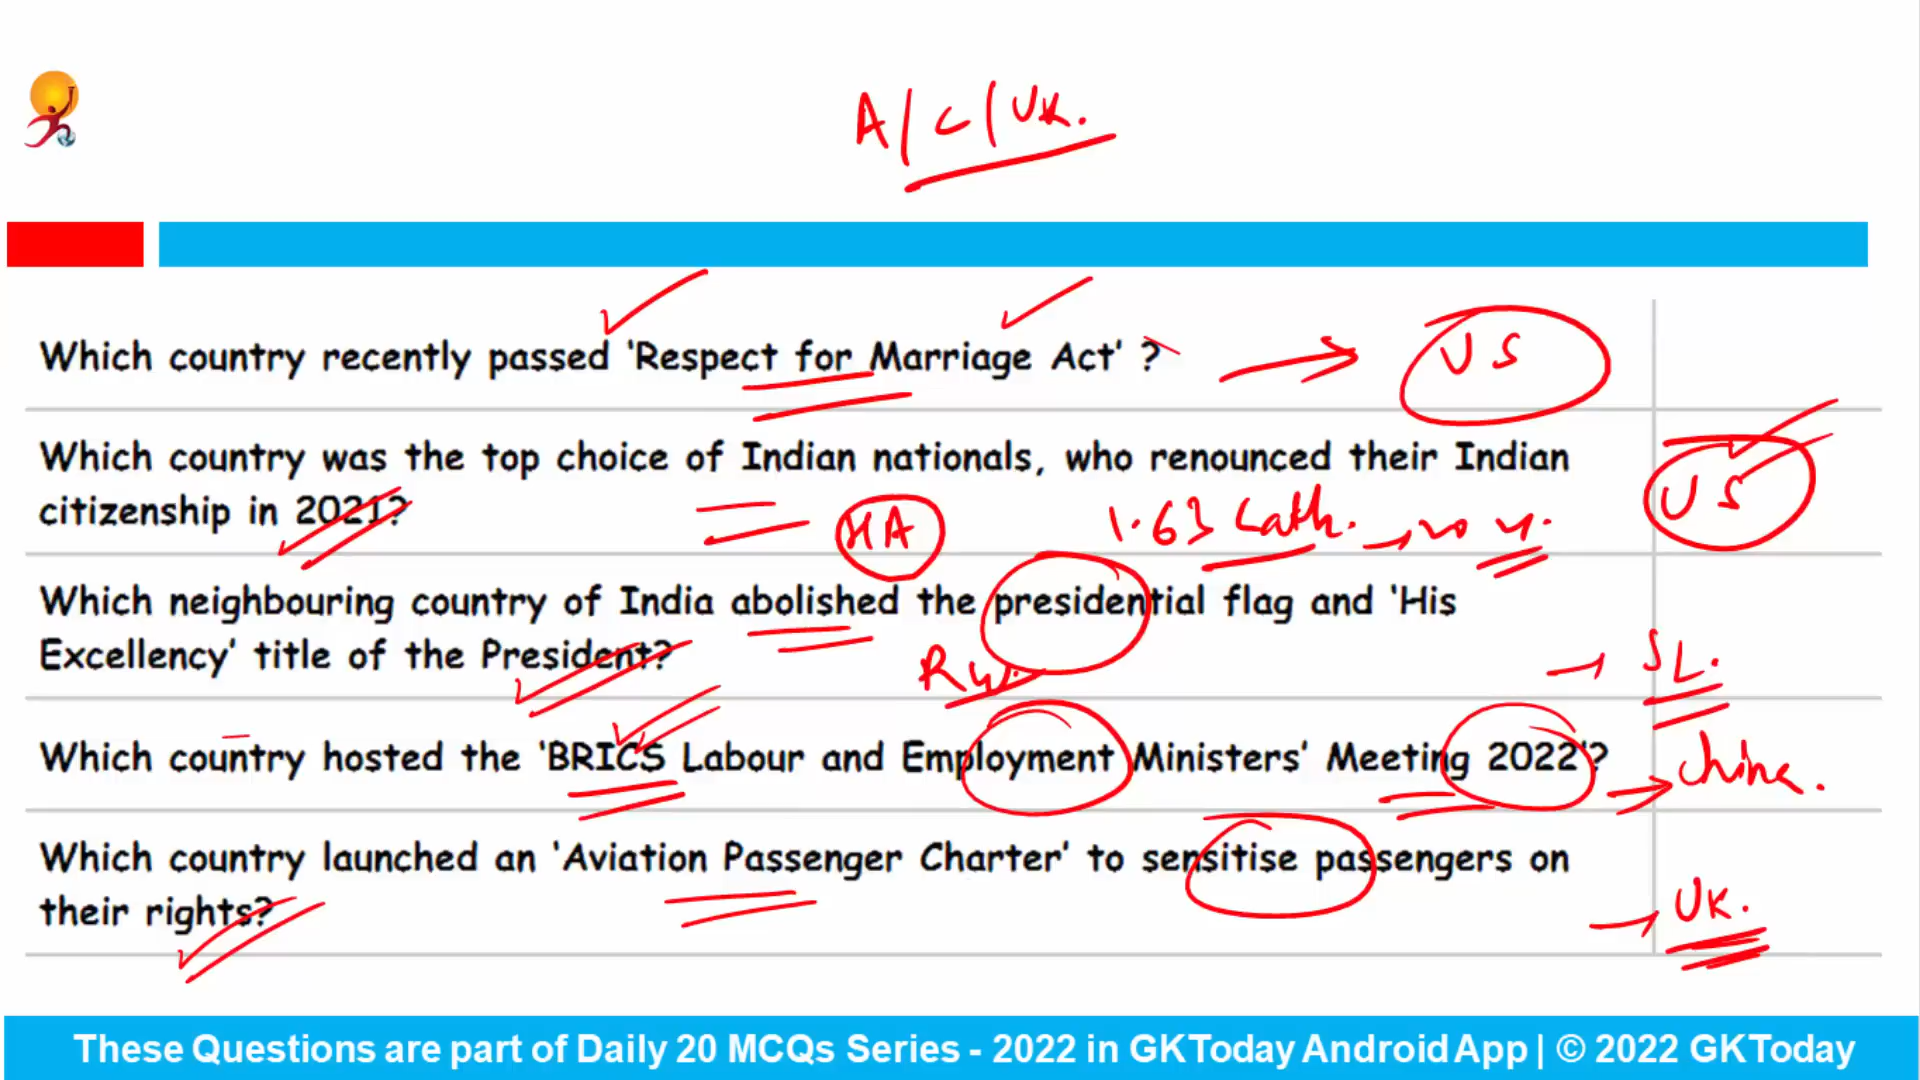 A/C/UK.
Which country recently passed 'Respect for Marriage Act' ?
US
Which country was the top choice of Indian nationals, who renounced their Indian
citizenship in 2021?
HA
1.63 Lakh.
US
Which neighbouring country of India abolished the presidential flag and 'His
Excellency' title of the President?
SL.
Which country hosted the 'BRICS Labour and Employment Ministers' Meeting 2022'?
China.
Which country launched an 'Aviation Passenger Charter' to sensitise passengers on
their rights?
UK.
These Questions are part of Daily 20 MCQs Series - 2022 in GKToday Android App | © 2022 GKToday